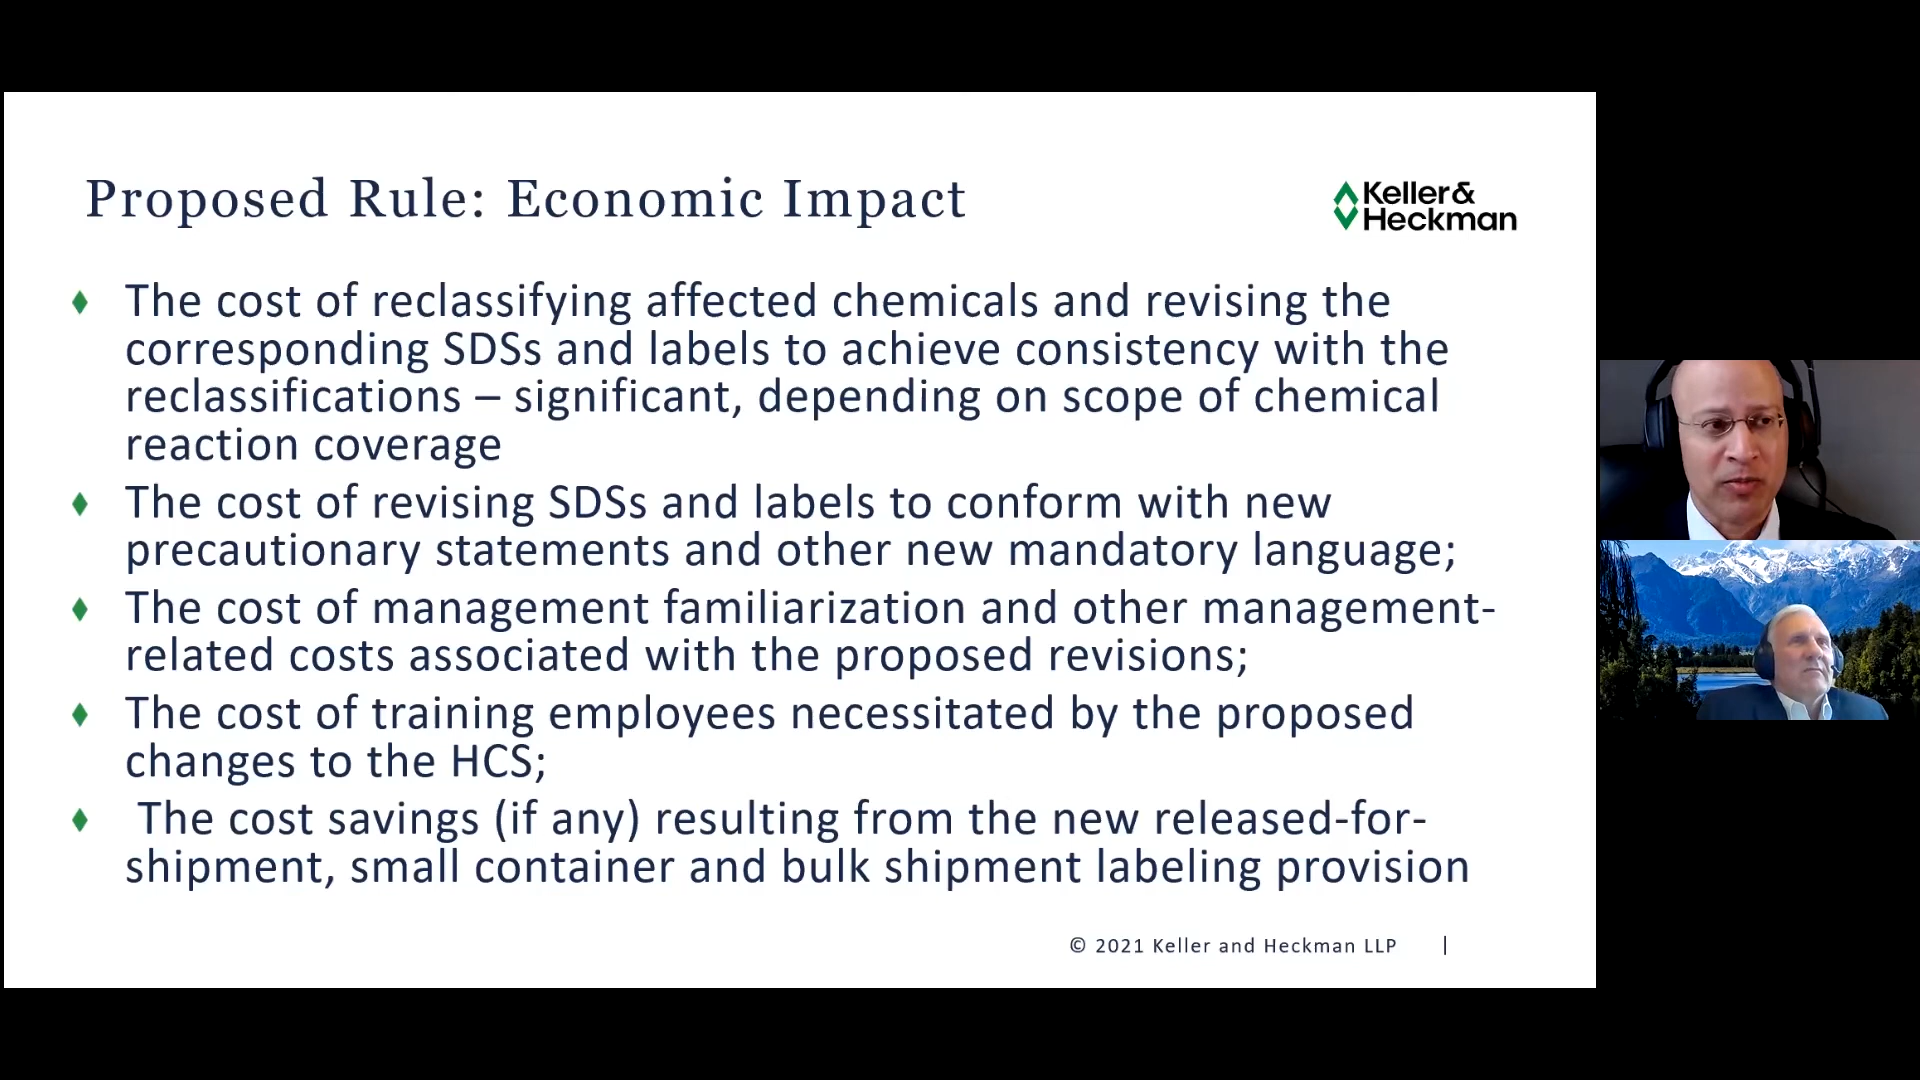 Proposed Rule: Economic Impact
Keller&
Heckman
The cost of reclassifying affected chemicals and revising the
corresponding SDSs and labels to achieve consistency with the
reclassifications – significant, depending on scope of chemical
reaction coverage
The cost of revising SDSs and labels to conform with new
precautionary statements and other new mandatory language;
The cost of management familiarization and other management-
related costs associated with the proposed revisions;
The cost of training employees necessitated by the proposed
changes to the HCS;
The cost savings (if any) resulting from the new released-for-
shipment, small container and bulk shipment labeling provision
© 2021 Keller and Heckman LLP |